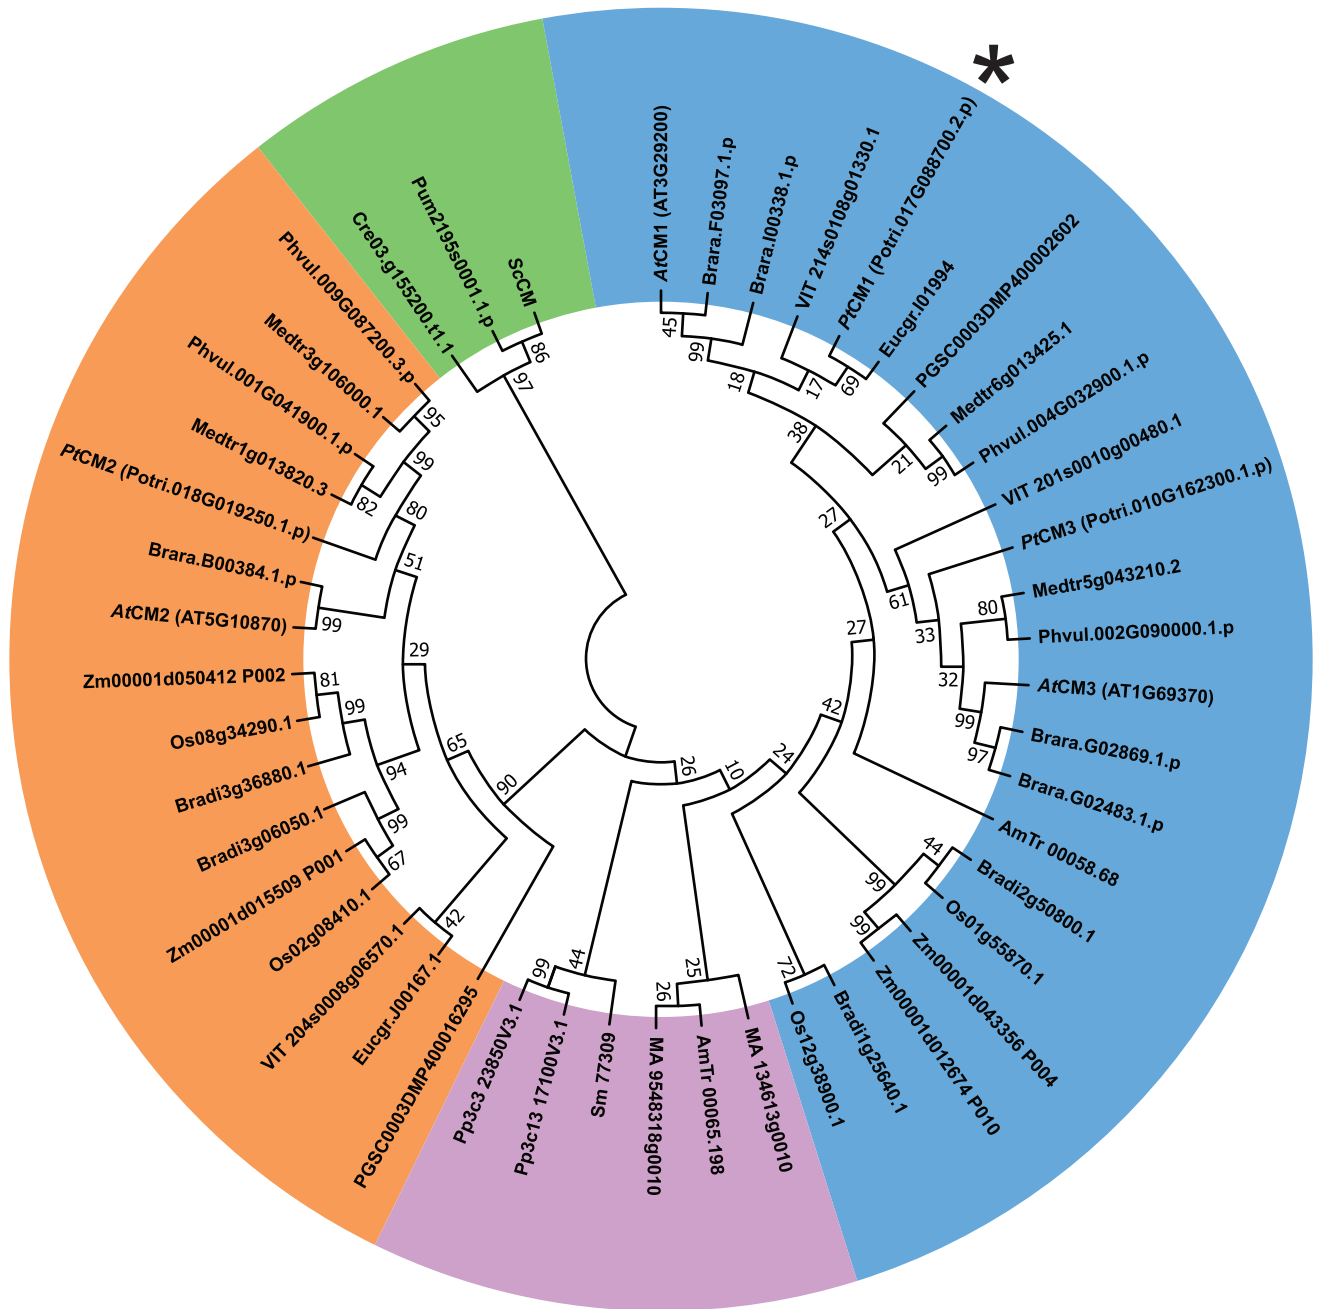 *
AtCM1 (AT3G29200)
Brara.F03097.1.p
Brara.I00338.1.p
VIT 214s0108g01330.1
PtCM1 (Potri.017G088700.2.p)
Eucgr.I01994
PGSC0003DMP400002602
Medtr6g013425.1
Phvul.004G032900.1.p
VIT 201s0010g00480.1
PtCM3 (Potri.010G162300.1.p)
Medtr5g043210.2
Phvul.002G090000.1.p
AtCM3 (AT1G69370)
Brara.G02869.1.p
Brara.G02483.1.p
AmTr 00058.68
Bradi2g50800.1
Os01g55870.1
Zm00001d043356 P004
Zm00001d012674 P010
Bradi1g25640.1
Os12g38900.1
MA 134613g0010
AmTr 00065.198
MA 9548318g0010
Sm 77309
Pp3c13 17100V3.1
Pp3c3 23850V3.1
PGSC0003DMP400016295
Eucgr.J00167.1
VIT 204s0008g06570.1
Os02g08410.1
Zm00001d015509 P001
Bradi3g06050.1
Bradi3g36880.1
Os08g34290.1
Zm00001d050412 P002
AtCM2 (AT5G10870)
Brara.B00384.1.p
PtCM2 (Potri.018G019250.1.p)
Medtr1g013820.3
Phvul.001G041900.1.p
Medtr3g106000.1
Phvul.009G087200.3.p
Cre03.g155200.t1.1
Pum2195s0001.1.p
ScCM
45
99
18
17
69
38
21
99
27
61
33
80
32
99
97
27
42
24
10
26
44
99
99
72
25
26
44
99
90
65
42
29
81
99
94
99
67
51
99
80
82
99
95
97
86